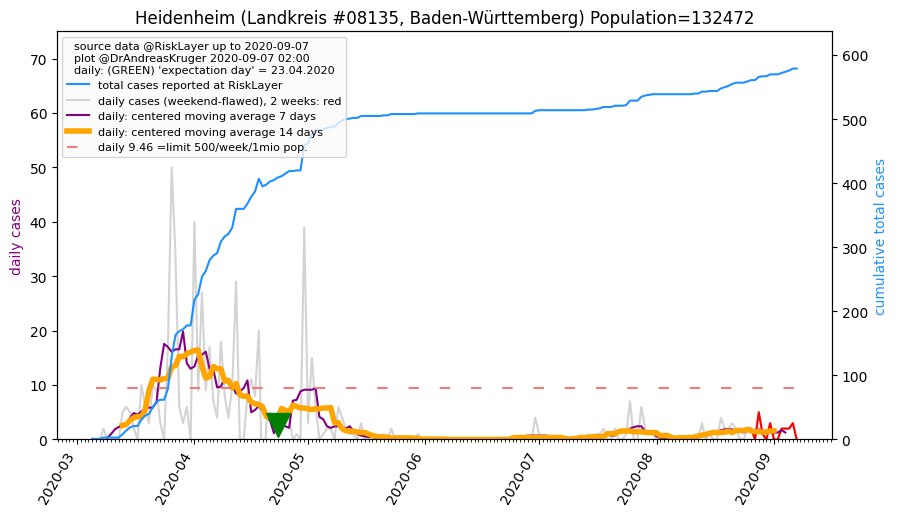 Heidenheim (Landkreis #08135, Baden-Württemberg) Population=132472
source data @RiskLayer up to 2020-09-07
plot @DrAndreasKruger 2020-09-07 02:00
daily: (GREEN) 'expectation day' = 23.04.2020
total cases reported at RiskLayer
daily cases (weekend-flawed), 2 weeks: red
daily: centered moving average 7 days
daily: centered moving average 14 days
daily 9.46 =limit 500/week/1mio pop.
daily cases
70
60
50
40
30
20
10
0
cumulative total cases
600
500
400
300
200
100
0
2020-03
2020-04
2020-05
2020-06
2020-07
2020-08
2020-09